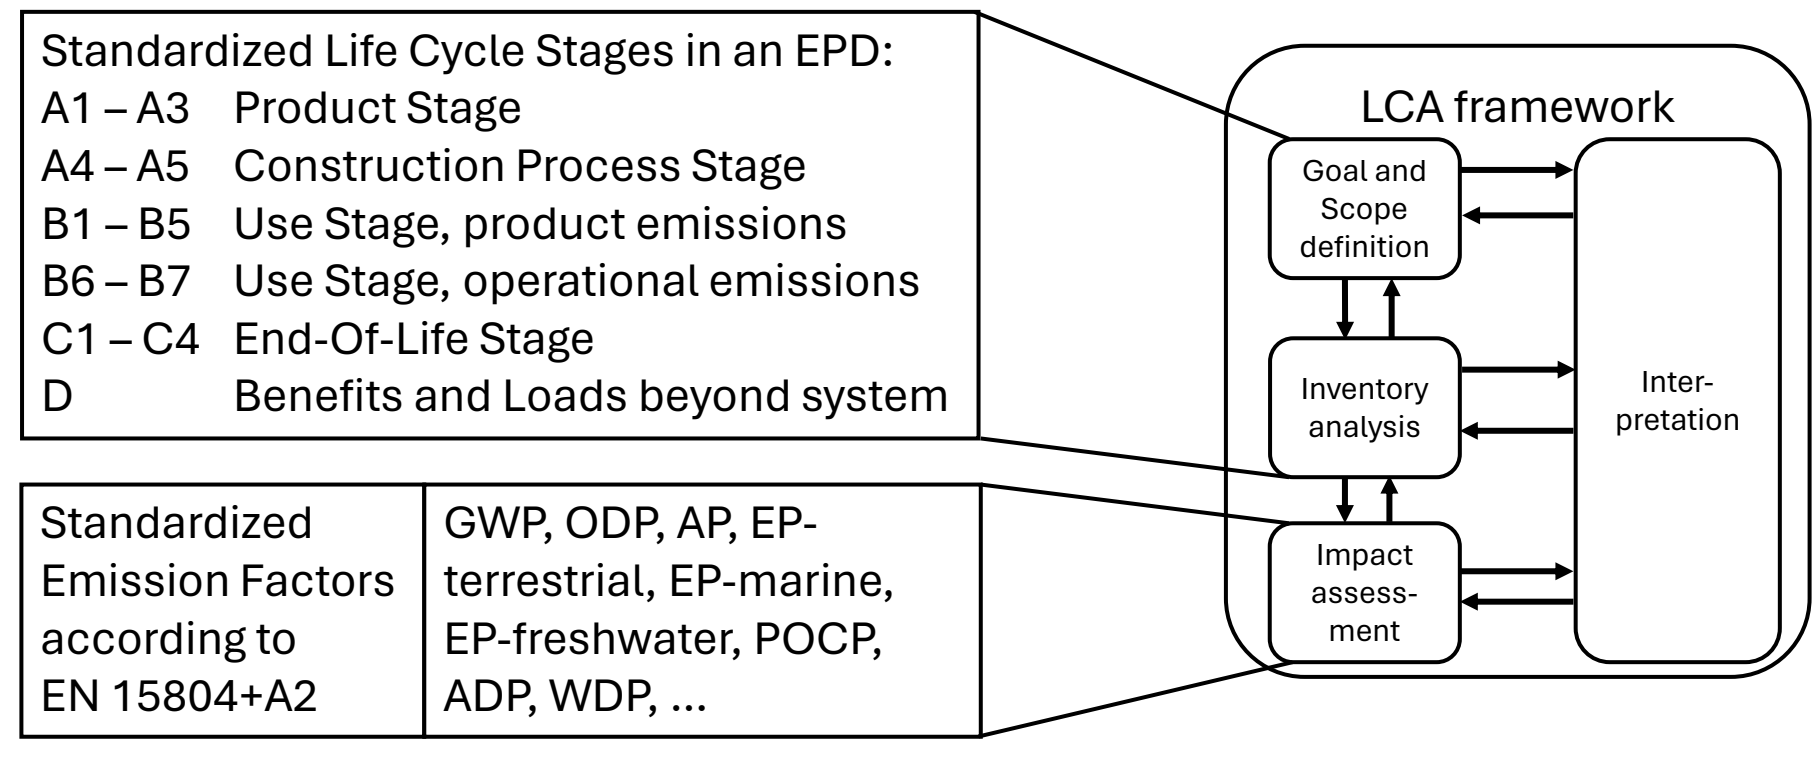 Standardized Life Cycle Stages in an EPD:
A1 – A3 Product Stage
A4 – A5 Construction Process Stage
B1 – B5 Use Stage, product emissions
B6 – B7 Use Stage, operational emissions
C1 – C4 End-Of-Life Stage
D Benefits and Loads beyond system
Standardized
Emission Factors
according to
EN 15804+A2
GWP, ODP, AP, EP-
terrestrial, EP-marine,
EP-freshwater, POCP,
ADP, WDP, ...
LCA framework
Goal and
Scope
definition
Inventory
analysis
Impact
assess-
ment
Inter-
pretation